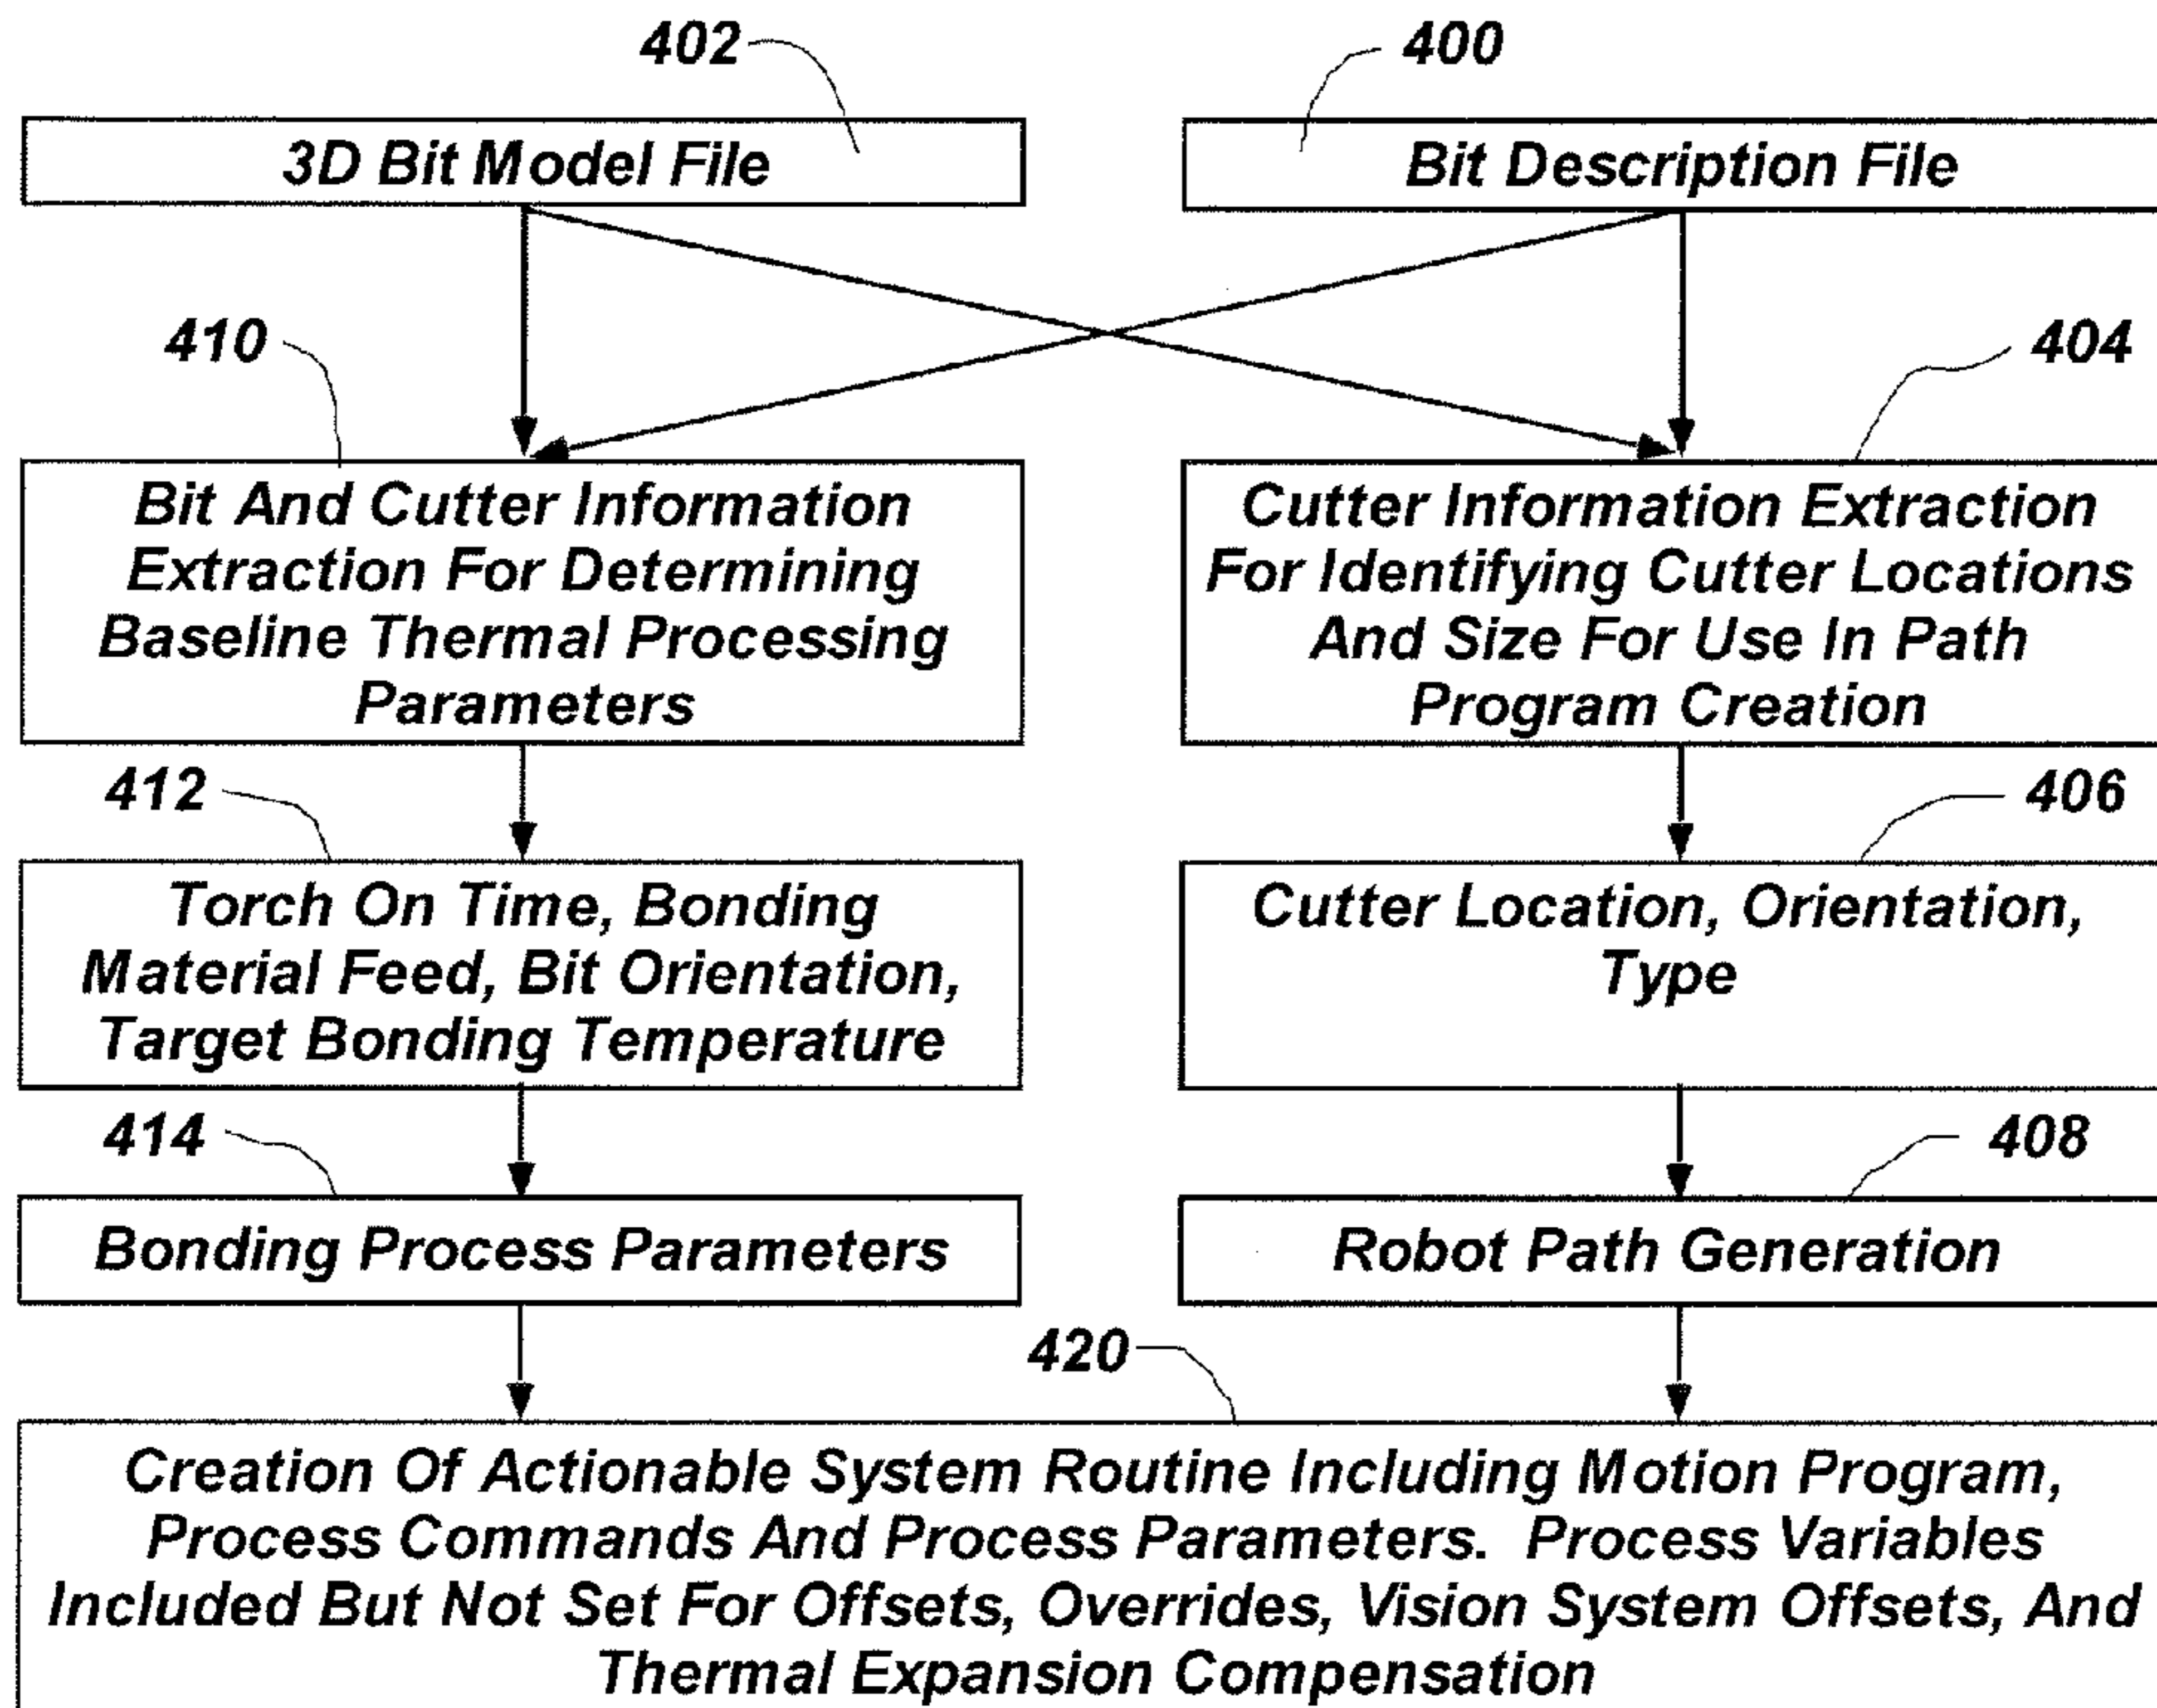 402
400
3D Bit Model File
Bit Description File
410
404
Bit And Cutter Information
Extraction For Determining
Baseline Thermal Processing
Parameters
Cutter Information Extraction
For Identifying Cutter Locations
And Size For Use In Path
Program Creation
412
406
Torch On Time, Bonding
Material Feed, Bit Orientation,
Target Bonding Temperature
Cutter Location, Orientation,
Type
414
408
Bonding Process Parameters
Robot Path Generation
420
Creation Of Actionable System Routine Including Motion Program,
Process Commands And Process Parameters. Process Variables
Included But Not Set For Offsets, Overrides, Vision System Offsets, And
Thermal Expansion Compensation